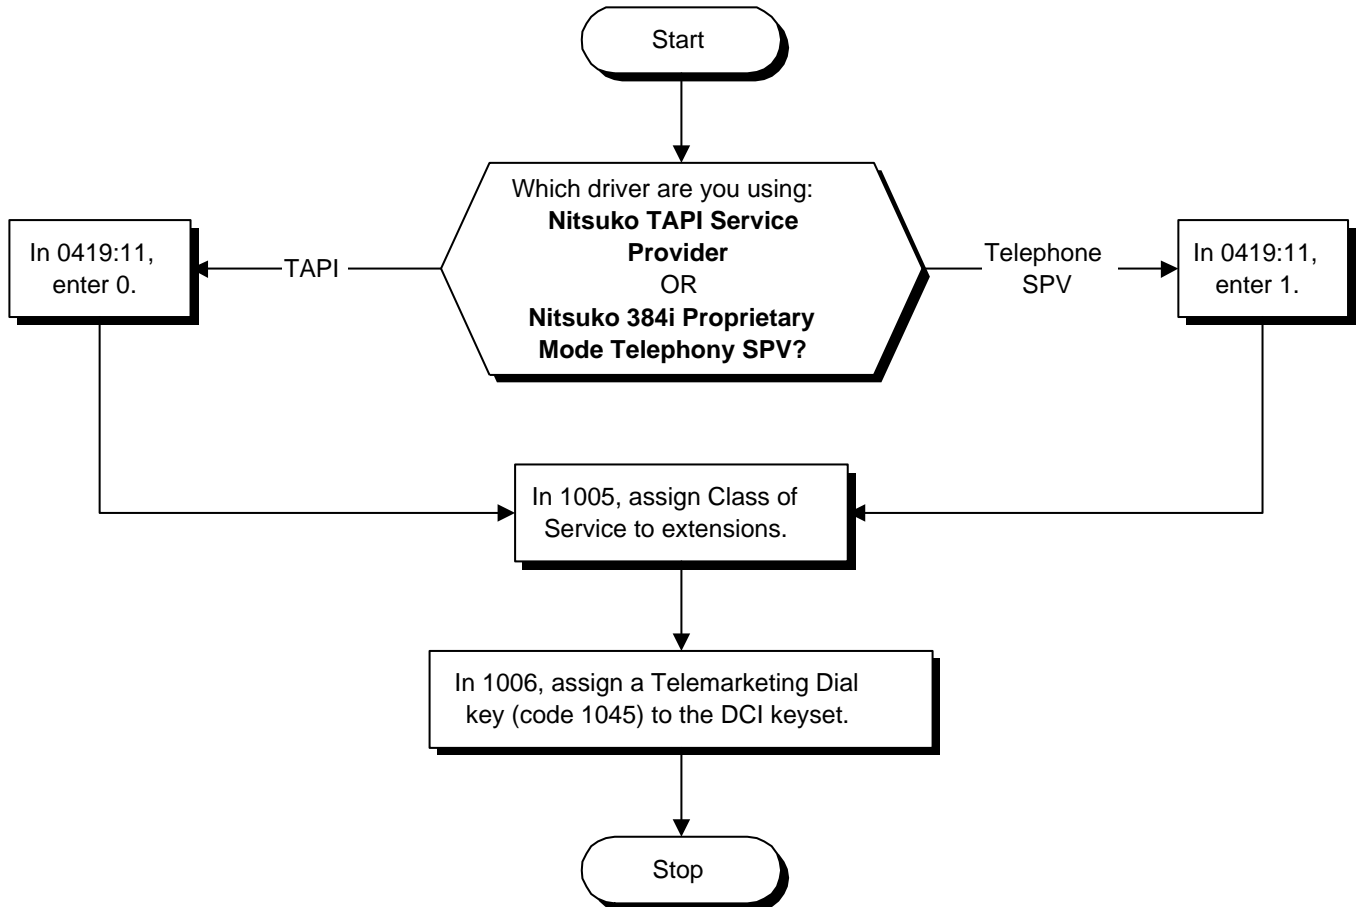 Start
Which driver are you using:
Nitsuko TAPI Service
Provider
OR
Nitsuko 384i Proprietary
Mode Telephony SPV?
TAPI
In 0419:11,
enter 0.
Telephone
SPV
In 0419:11,
enter 1.
In 1005, assign Class of
Service to extensions.
In 1006, assign a Telemarketing Dial
key (code 1045) to the DCI keyset.
Stop